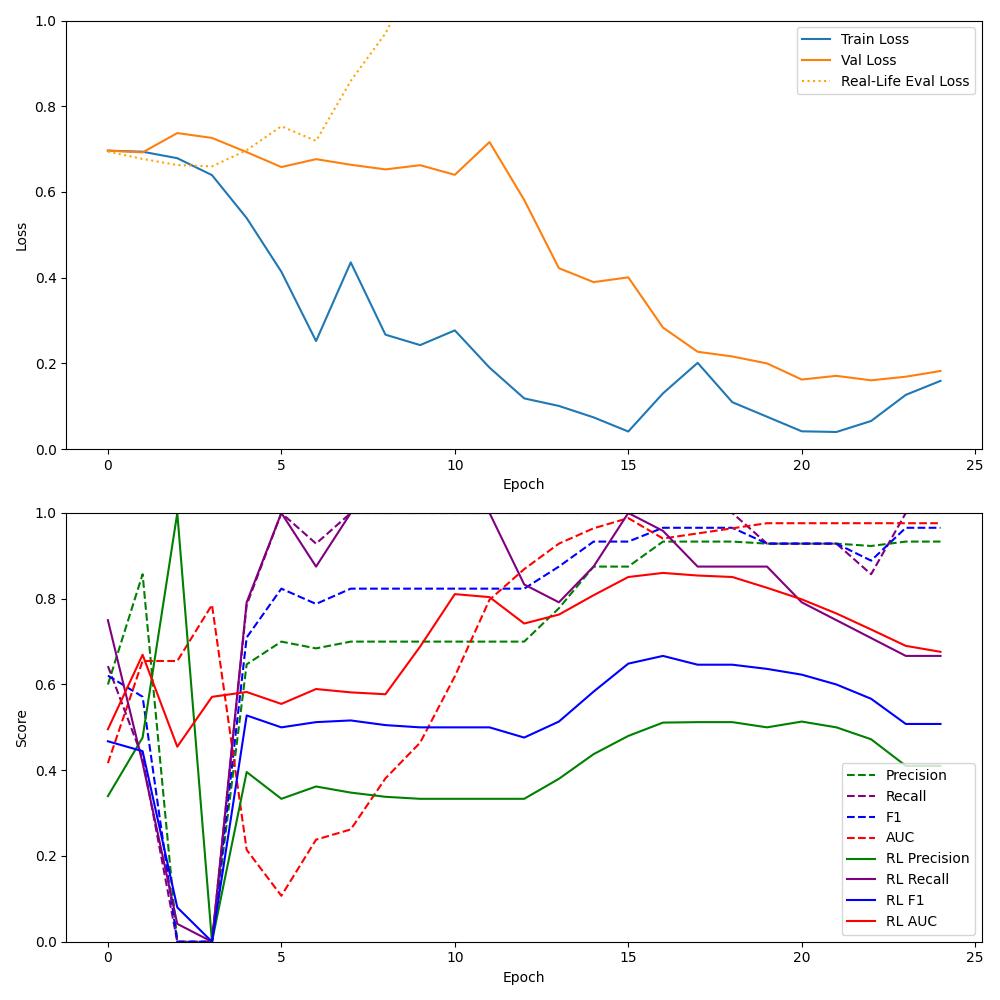 1.0
0.8
0.6
0.4
0.2
0.0
Loss
0
5
10
15
20
25
Epoch
Train Loss
Val Loss
Real-Life Eval Loss
1.0
0.8
0.6
0.4
0.2
0.0
Score
0
5
10
15
20
25
Epoch
Precision
Recall
F1
AUC
RL Precision
RL Recall
RL F1
RL AUC